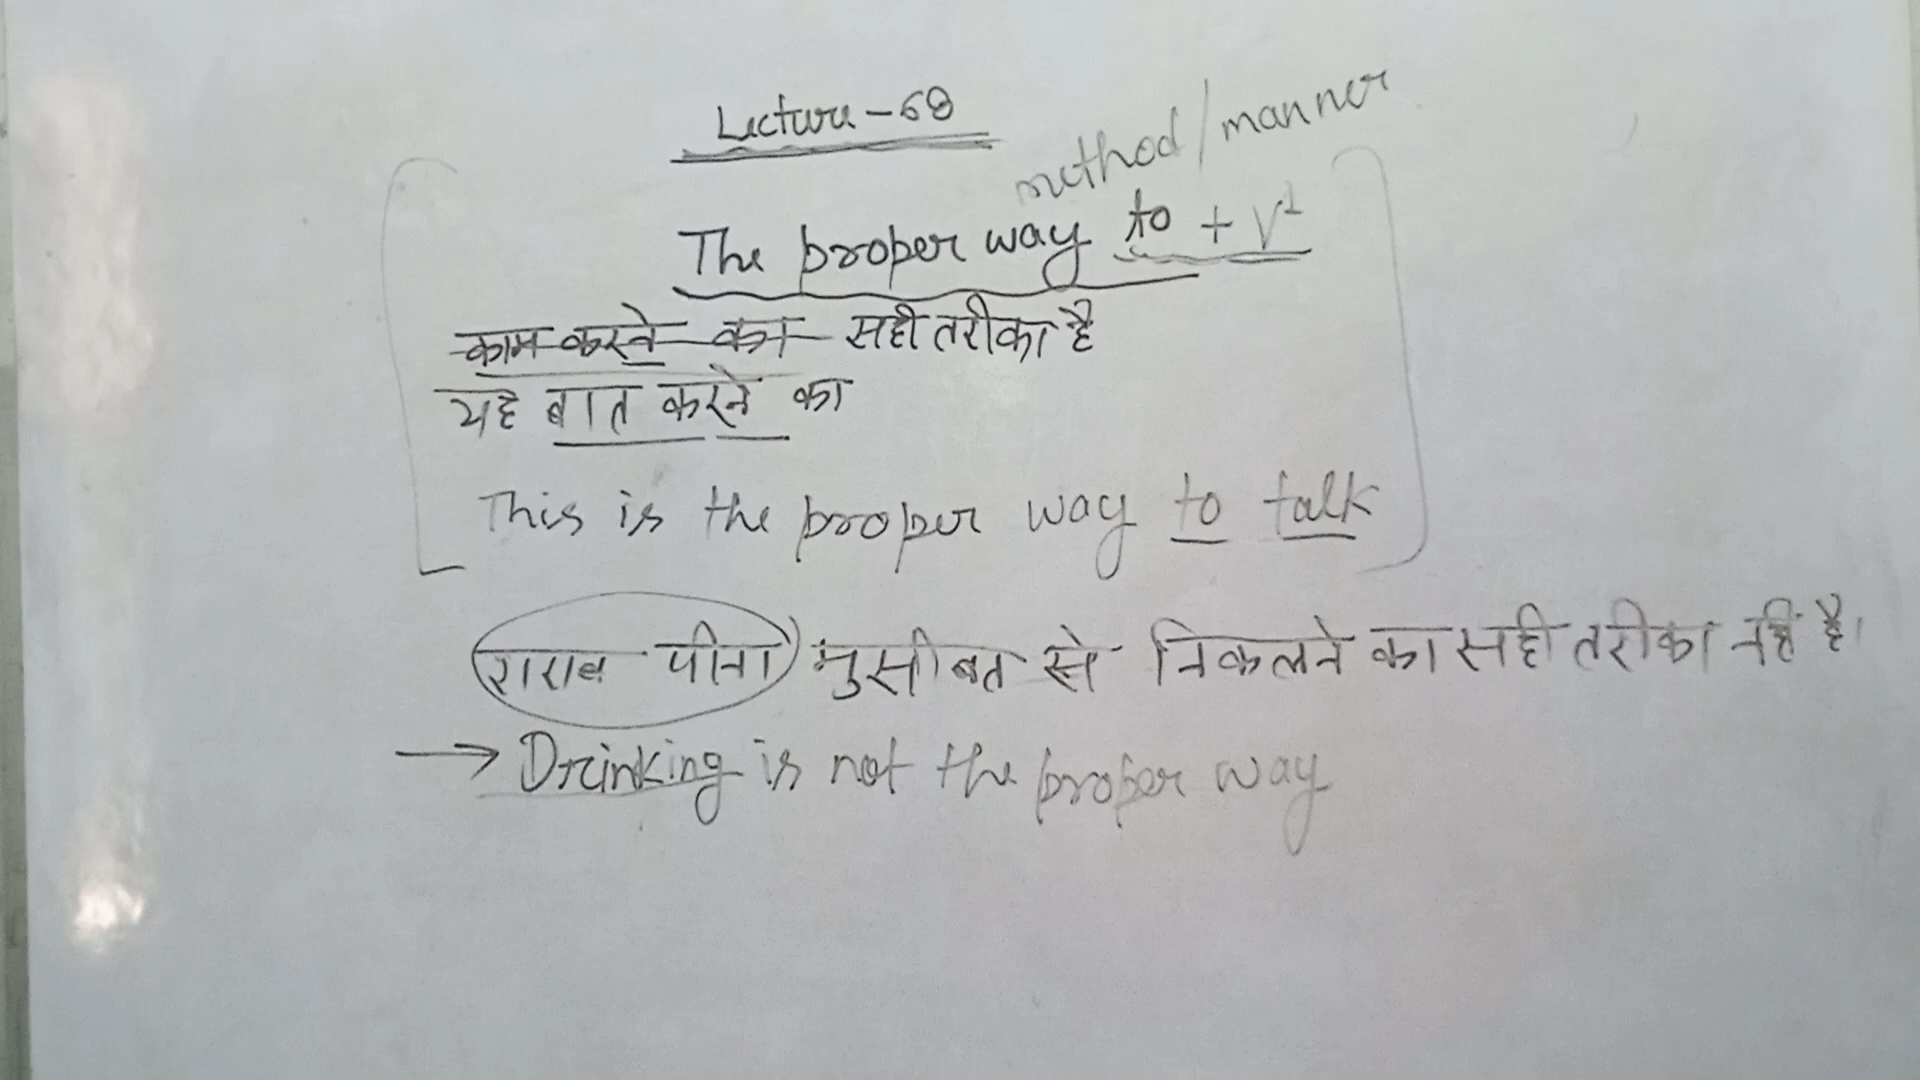 Lecture-68
method/manner
The proper way to + V¹
काम करने का सही तरीका है
यह बात करने का
This is the proper way to talk
शराब पीना मुसीबत से निकलने का सही तरीका नहीं है।
→ Drinking is not the proper way